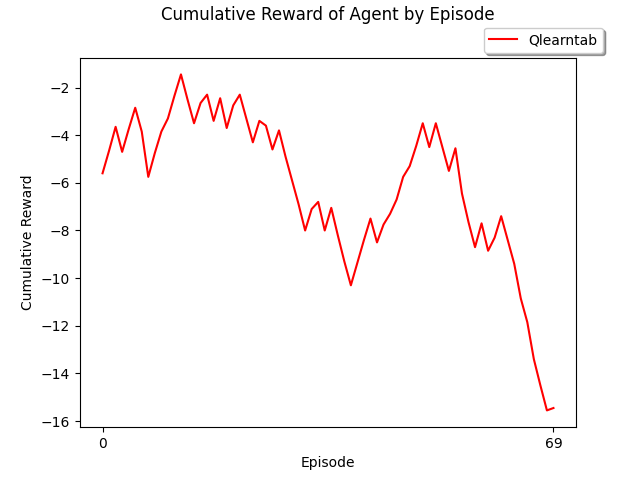 Cumulative Reward of Agent by Episode
Qlearntab
−2
−4
−6
−8
−10
−12
−14
−16
Cumulative Reward
0
69
Episode